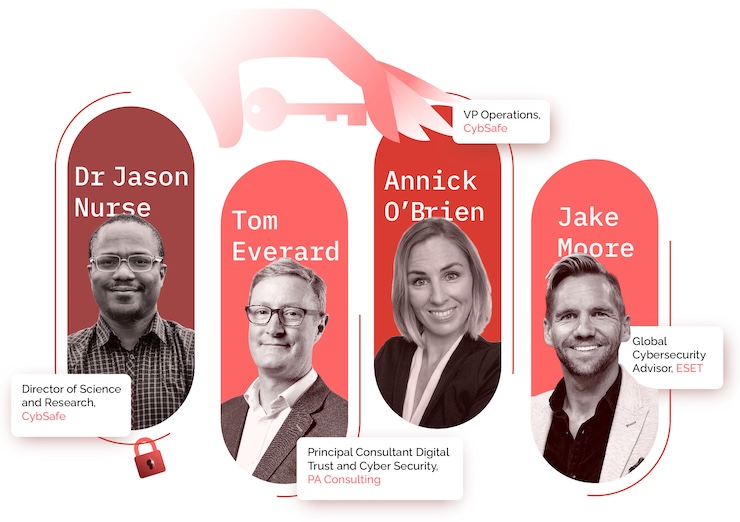 Dr Jason
Nurse
Director of Science
and Research,
CybSafe
Tom
Everard
Principal Consultant Digital
Trust and Cyber Security,
PA Consulting
Annick
O’Brien
VP Operations,
CybSafe
Jake
Moore
Global
Cybersecurity
Advisor, ESET